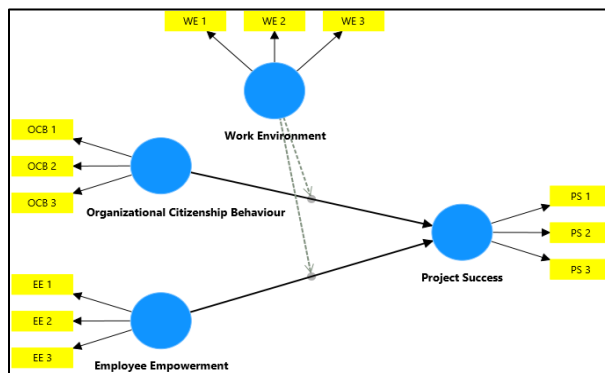 WE 1
WE 2
WE 3
Work Environment
OCB 1
OCB 2
OCB 3
Organizational Citizenship Behaviour
PS 1
PS 2
PS 3
Project Success
EE 1
EE 2
EE 3
Employee Empowerment